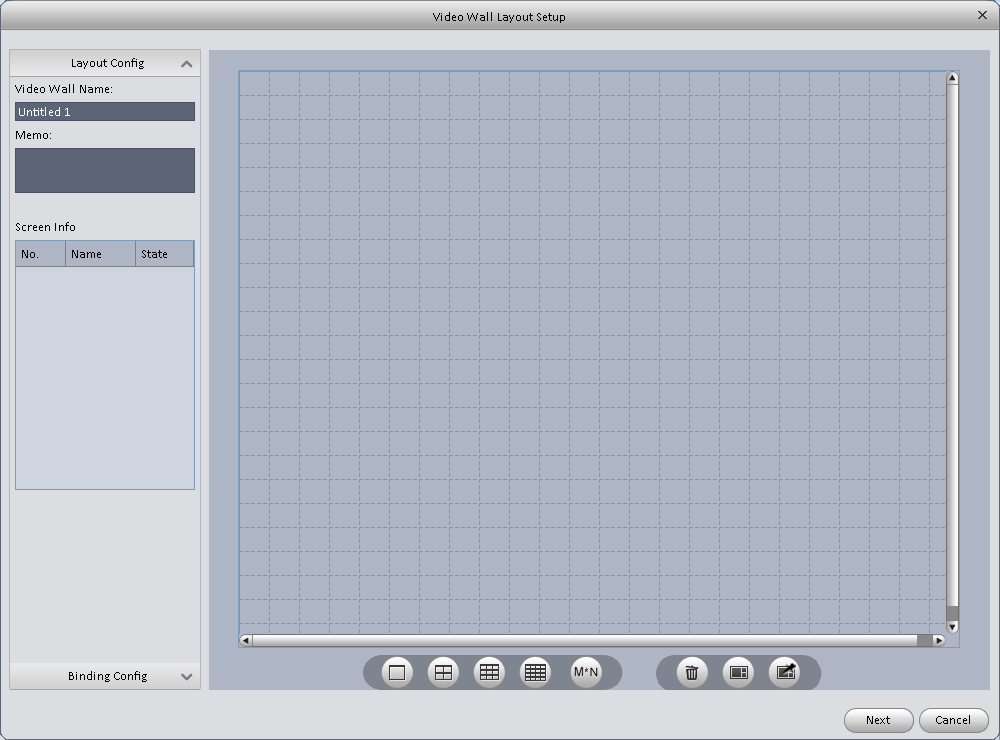 Video Wall Layout Setup
Layout Config
Video Wall Name:
Untitled 1
Memo:
Screen Info
No. Name State
Binding Config
M*N
Next Cancel